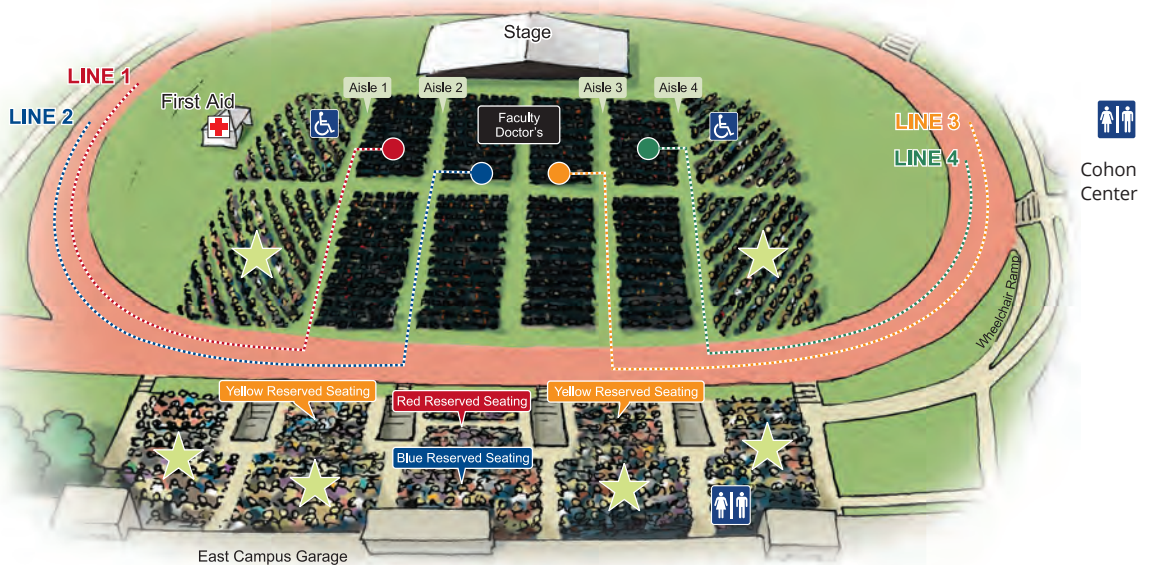 Stage
LINE 1
Aisle 1
Aisle 2
Aisle 3
Aisle 4
First Aid
LINE 2
Faculty
Doctor's
LINE 3
LINE 4
Cohon
Center
Wheelchair Ramp
Yellow Reserved Seating
Red Reserved Seating
Yellow Reserved Seating
Blue Reserved Seating
East Campus Garage